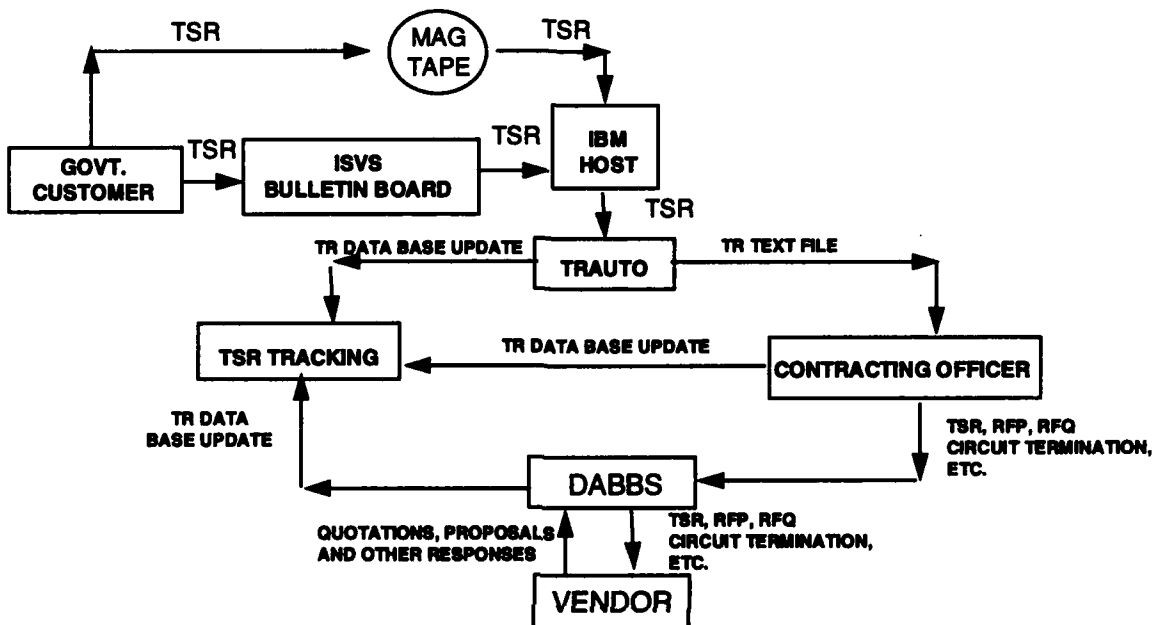 TSR
MAG
TAPE
TSR
GOVT.
CUSTOMER
TSR
ISVS
BULLETIN BOARD
TSR
IBM
HOST
TSR
TR DATA BASE UPDATE
TRAUTO
TR TEXT FILE
TSR TRACKING
TR DATA BASE UPDATE
CONTRACTING OFFICER
TR DATA
BASE UPDATE
TSR, RFP, RFQ
CIRCUIT TERMINATION,
ETC.
DABBS
QUOTATIONS, PROPOSALS
AND OTHER RESPONSES
TSR, RFP, RFQ
CIRCUIT TERMINATION,
ETC.
VENDOR